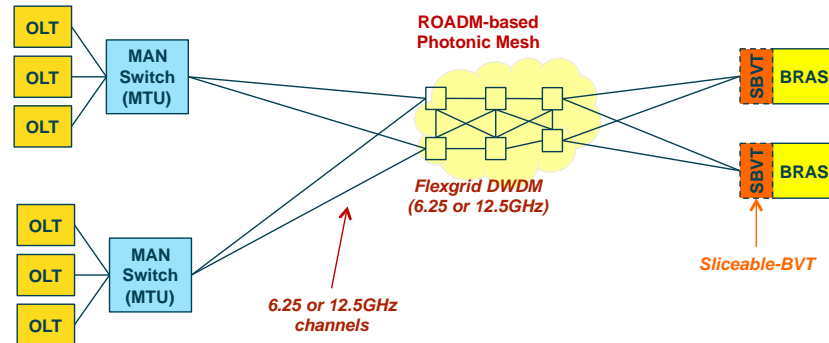 OLT
OLT
OLT
MAN
Switch
(MTU)
ROADM-based
Photonic Mesh
SBVT
BRAS
SBVT
BRAS
Flexgrid DWDM
(6.25 or 12.5GHz)
OLT
OLT
OLT
MAN
Switch
(MTU)
6.25 or 12.5GHz
channels
Sliceable-BVT